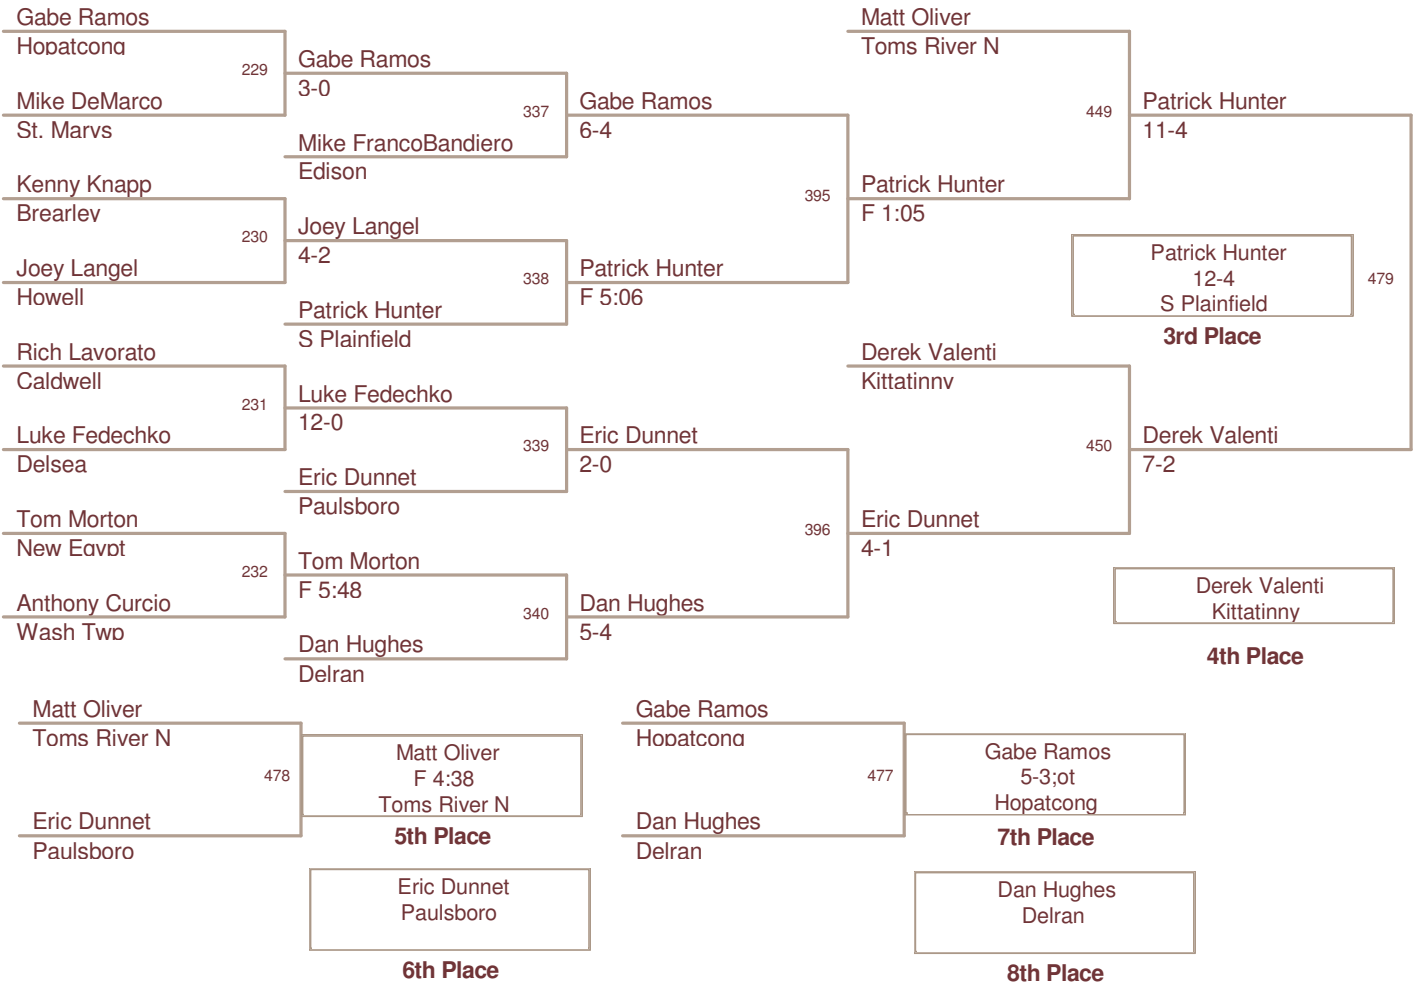 Gabe Ramos
Hopatcong
229
Mike DeMarco
St. Marys
Kenny Knapp
Brearley
230
Joey Langel
Howell
Rich Lavorato
Caldwell
231
Luke Fedechko
Delsea
Tom Morton
New Egypt
232
Anthony Curcio
Wash Twp
Gabe Ramos
3-0
337
Mike FrancoBandiero
Edison
Joey Langel
4-2
338
Patrick Hunter
S Plainfield
Luke Fedechko
12-0
339
Eric Dunnet
Paulsboro
Tom Morton
F 5:48
340
Dan Hughes
Delran
Gabe Ramos
6-4
395
Patrick Hunter
F 5:06
Eric Dunnet
2-0
396
Dan Hughes
5-4
Matt Oliver
Toms River N
449
Patrick Hunter
F 1:05
Derek Valenti
Kittatinny
450
Eric Dunnet
4-1
Patrick Hunter
11-4
479
Derek Valenti
7-2
Patrick Hunter
12-4
S Plainfield
3rd Place
Derek Valenti
Kittatinny
4th Place
Matt Oliver
Toms River N
478
Eric Dunnet
Paulsboro
Matt Oliver
F 4:38
Toms River N
5th Place
Eric Dunnet
Paulsboro
6th Place
Gabe Ramos
Hopatcong
477
Dan Hughes
Delran
Gabe Ramos
5-3;ot
Hopatcong
7th Place
Dan Hughes
Delran
8th Place